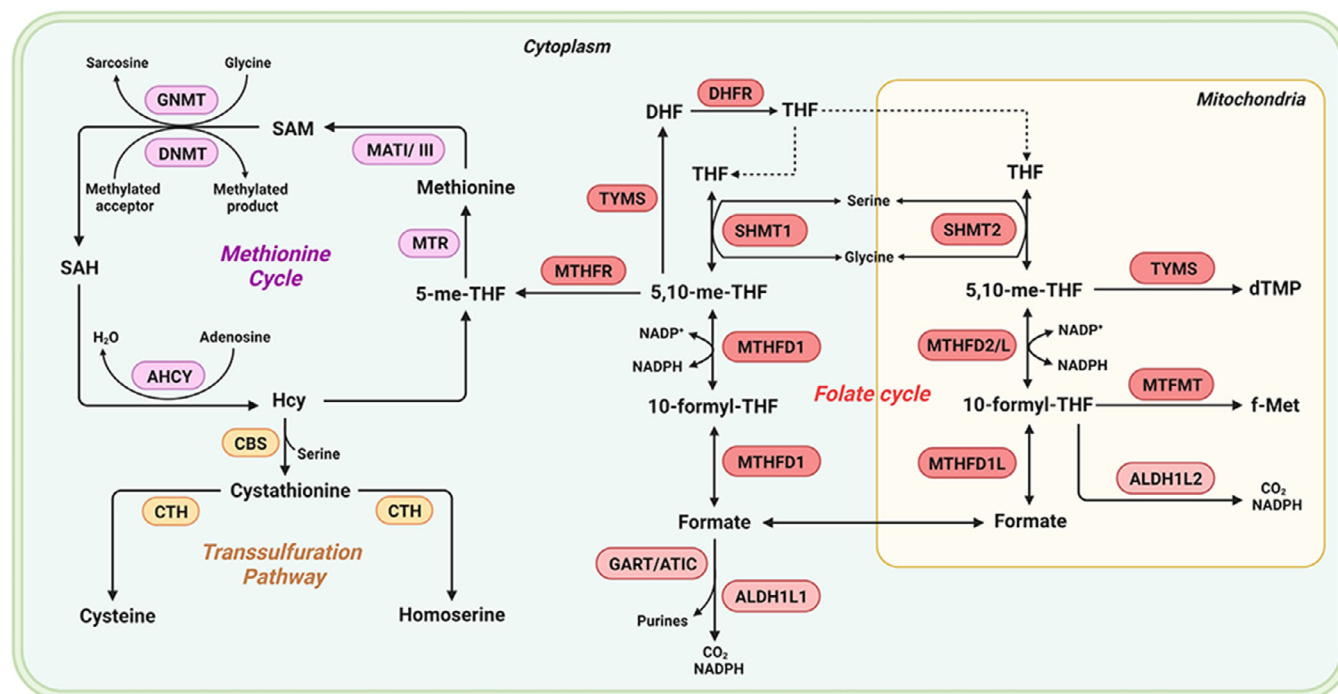 Cytoplasm
Sarcosine
Glycine
GNMT
SAM
DNMT
MATI/ III
Methylated
acceptor
Methylated
product
Methionine
Methionine
Cycle
MTR
SAH
5-me-THF
H₂O
Adenosine
AHCY
Hcy
CBS
Serine
Cystathionine
CTH
CTH
Transsulfuration
Pathway
Cysteine
Homoserine
DHF
DHFR
THF
THF
TYMS
SHMT1
Serine
Glycine
MTHFR
5,10-me-THF
NADP⁺
NADPH
MTHFD1
10-formyl-THF
Folate cycle
MTHFD1
Formate
GART/ATIC
ALDH1L1
Purines
CO₂
NADPH
Mitochondria
THF
SHMT2
5,10-me-THF
TYMS
dTMP
MTHFD2/L
NADP⁺
NADPH
10-formyl-THF
MTFMT
f-Met
MTHFD1L
ALDH1L2
CO₂
NADPH
Formate